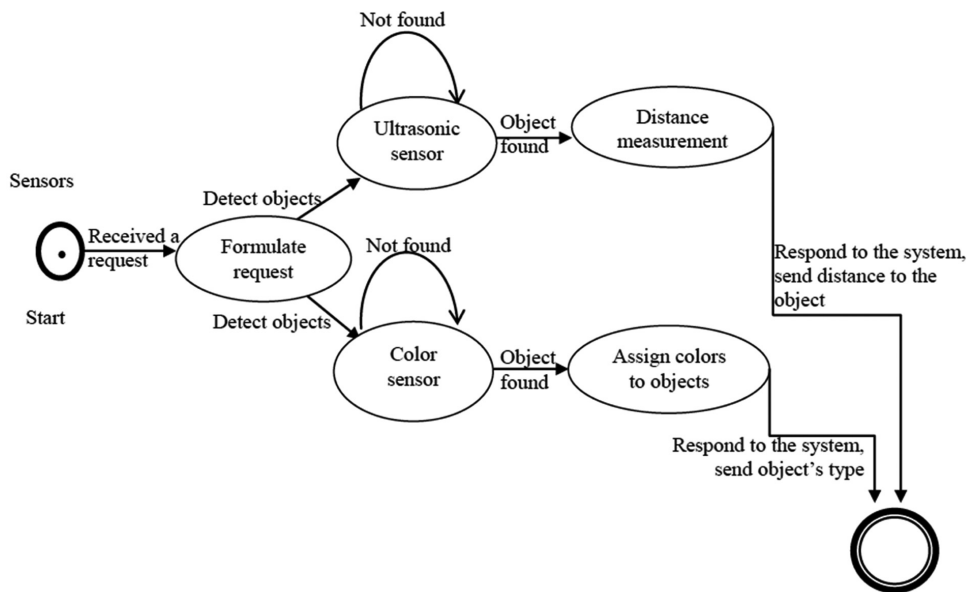 Not found
Ultrasonic
sensor
Object
found
Distance
measurement
Sensors
Detect objects
Received a
request
Formulate
request
Not found
Respond to the system,
send distance to the
object
Start
Detect objects
Color
sensor
Object
found
Assign colors
to objects
Respond to the system,
send object's type